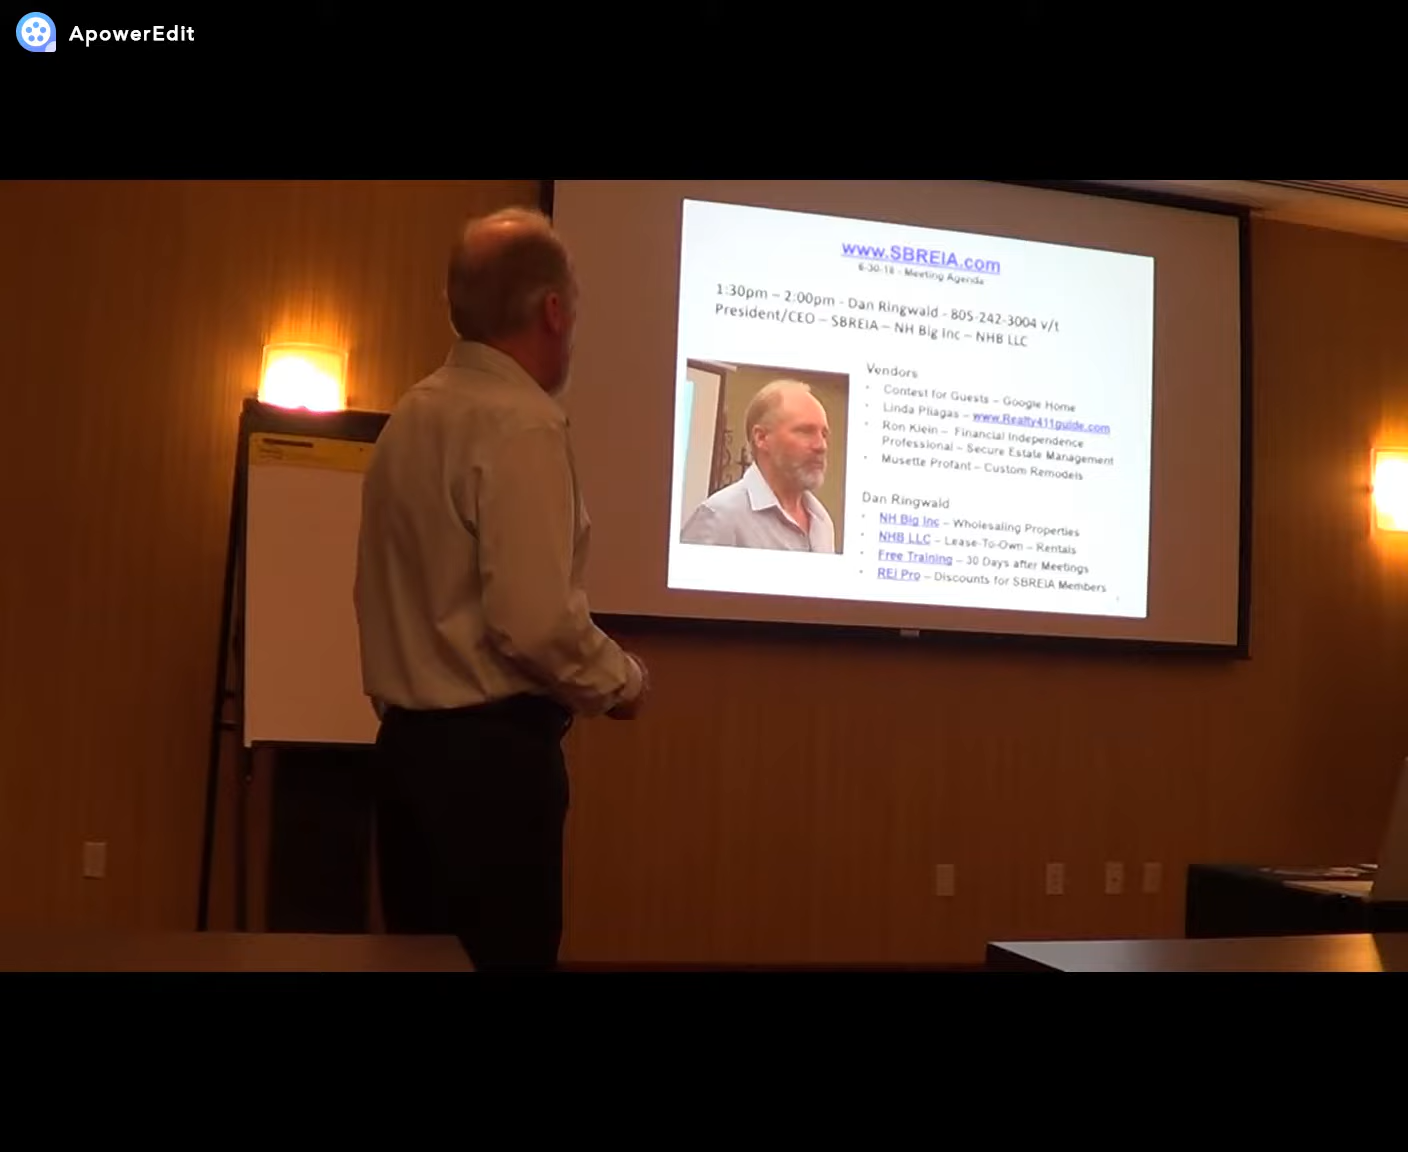 ApowerEdit
www.SBREIA.com
6-30-18 - Meeting Agenda
1:30pm – 2:00pm - Dan Ringwald - 805-242-3004 v/t
President/CEO – SBREIA – NH Big Inc – NHB LLC
Vendors
• Contest for Guests – Google Home
• Linda Pliagas – www.Realty411guide.com
• Ron Klein – Financial Independence
Professional – Secure Estate Management
• Musette Profant – Custom Remodels
Dan Ringwald
• NH Big Inc – Wholesaling Properties
• NHB LLC – Lease-To-Own – Rentals
• Free Training – 30 Days after Meetings
• REI Pro – Discounts for SBREIA Members